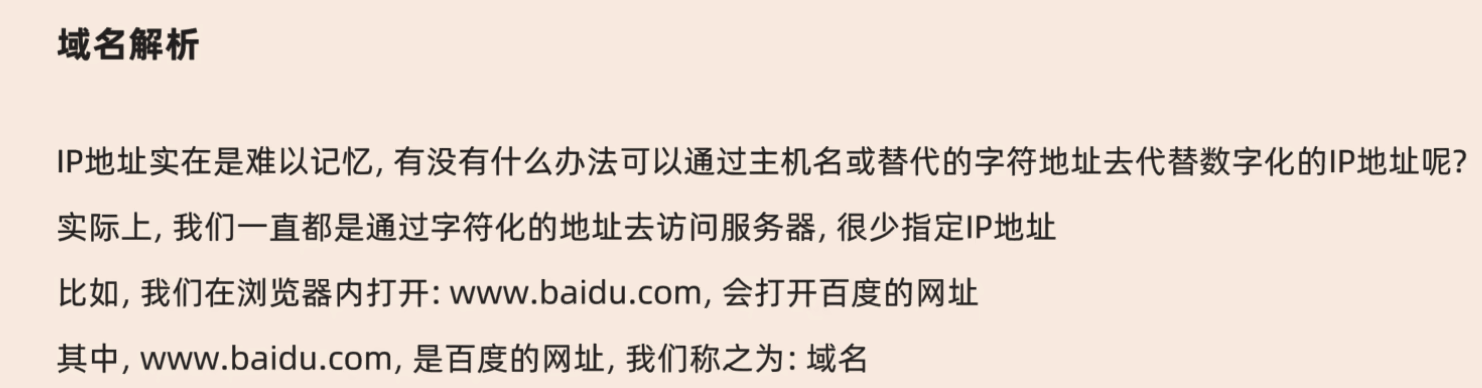 域名解析
IP地址实在是难以记忆, 有没有什么办法可以通过主机名或替代的字符地址去代替数字化的IP地址呢?
实际上, 我们一直都是通过字符化的地址去访问服务器, 很少指定IP地址
比如, 我们在浏览器内打开: www.baidu.com, 会打开百度的网址
其中, www.baidu.com, 是百度的网址, 我们称之为: 域名